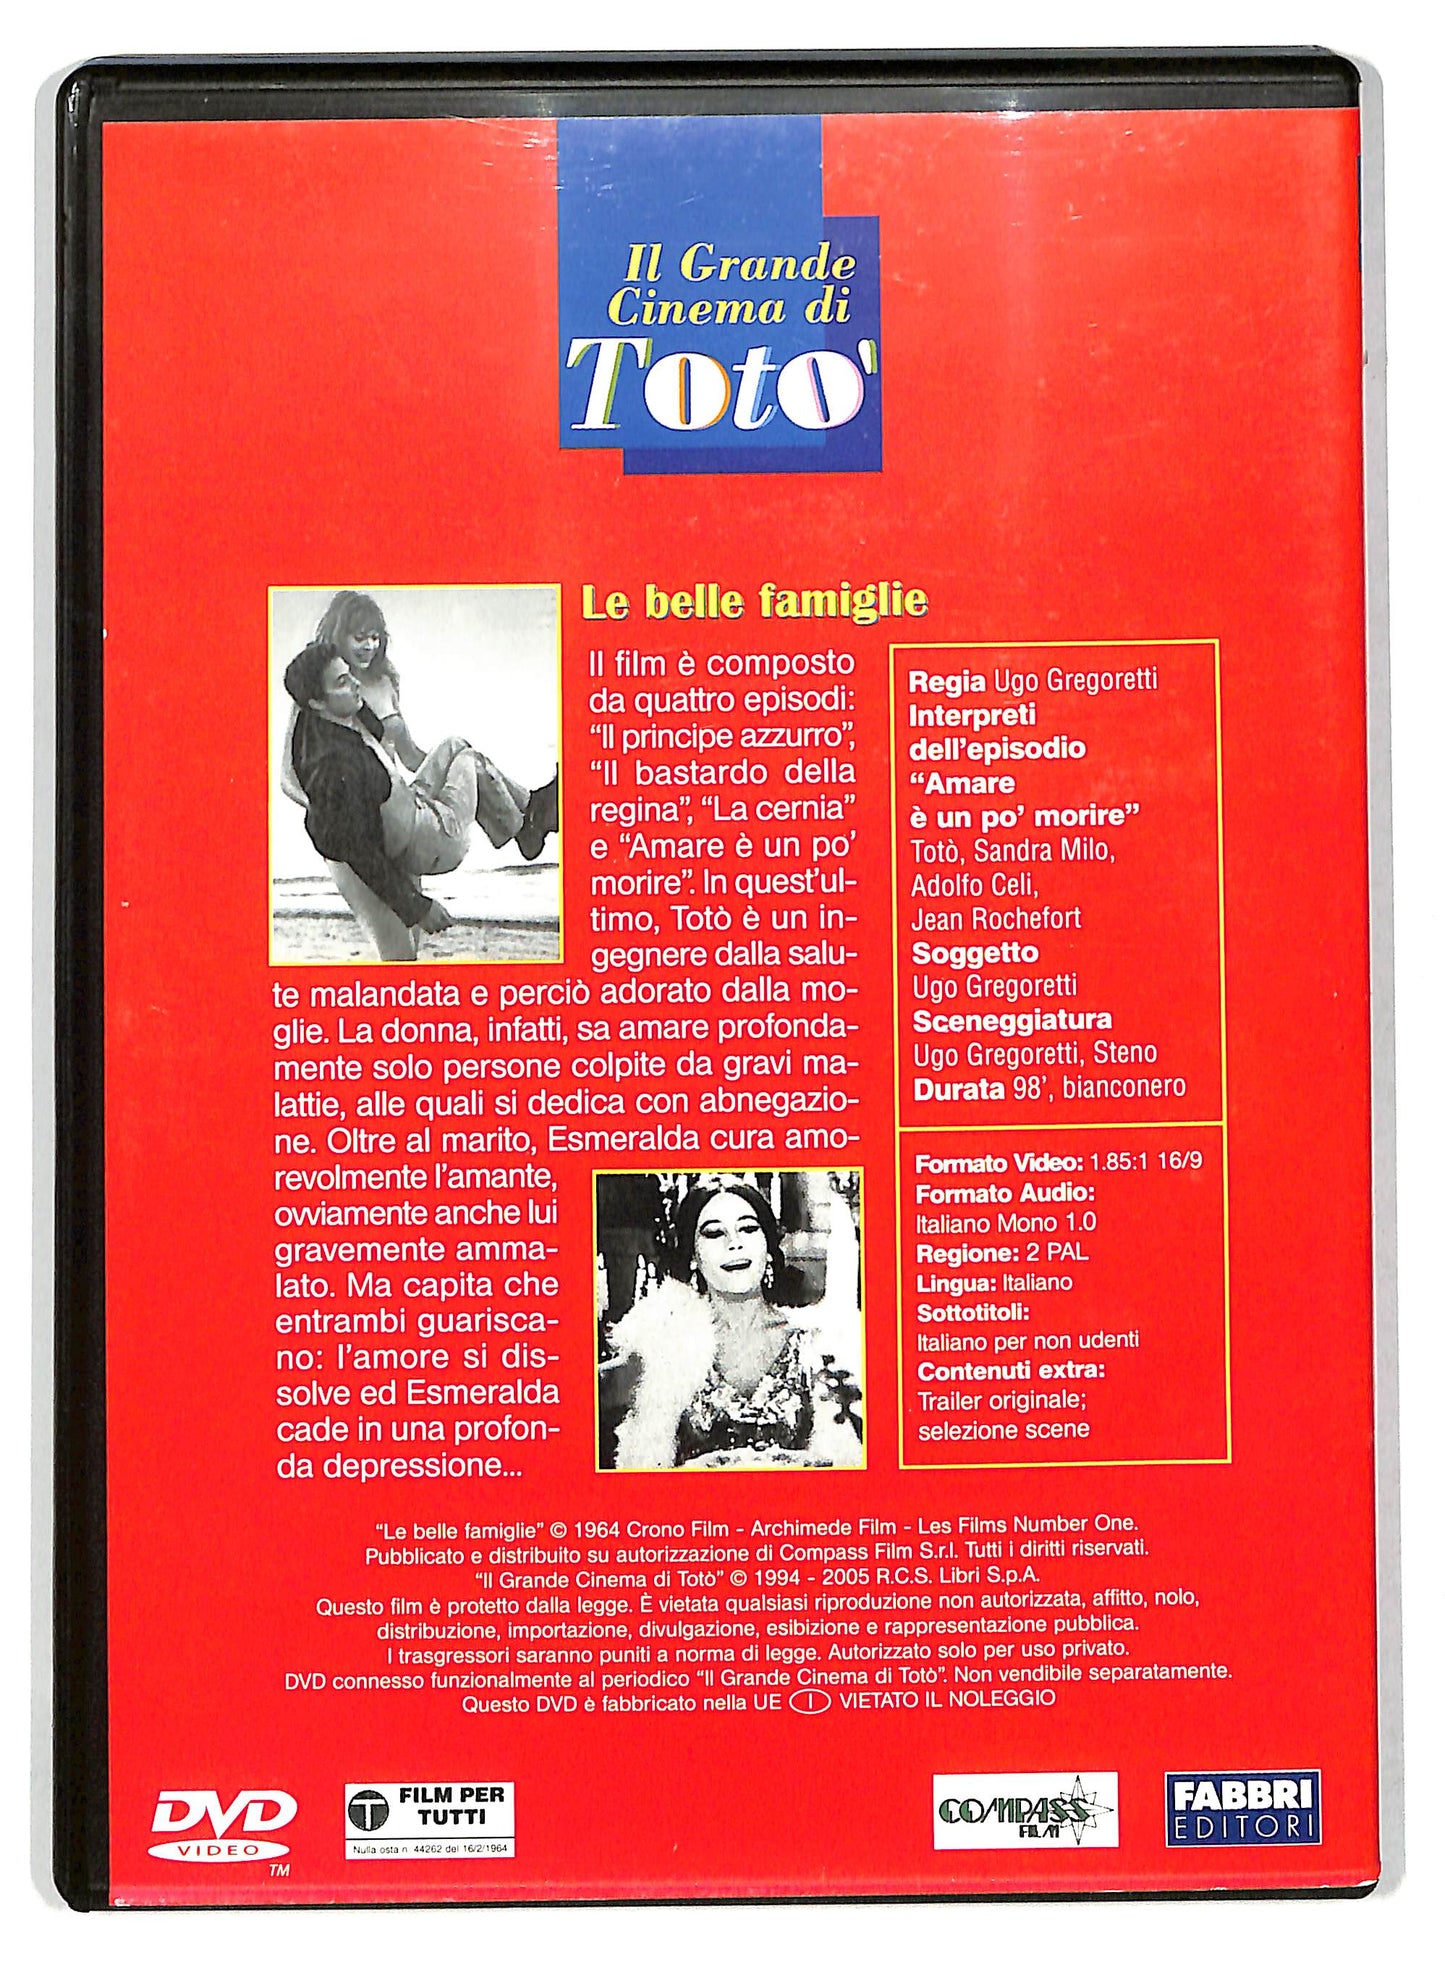 Il Grande
Cinema di
Totò
Le belle famiglie
Il film è composto
da quattro episodi:
“Il principe azzurro”,
“Il bastardo della
regina”, “La cernia”
e “Amare è un po’
morire”. In quest’ul-
timo, Totò è un in-
gegnere dalla salu-
te malandata e perciò adorato dalla mo-
glie. La donna, infatti, sa amare profonda-
mente solo persone colpite da gravi ma-
lattie, alle quali si dedica con abnegazio-
ne. Oltre al marito, Esmeralda cura amo-
revolmente l’amante,
ovviamente anche lui
gravemente amma-
lato. Ma capita che
entrambi guarisca-
no: l’amore si dis-
solve ed Esmeralda
cade in una profon-
da depressione...
Regia Ugo Gregoretti
Interpreti
dell’episodio
“Amare
è un po’ morire”
Totò, Sandra Milo,
Adolfo Celi,
Jean Rochefort
Soggetto
Ugo Gregoretti
Sceneggiatura
Ugo Gregoretti, Steno
Durata 98’, bianconero
Formato Video: 1.85:1 16/9
Formato Audio:
Italiano Mono 1.0
Regione: 2 PAL
Lingua: Italiano
Sottotitoli:
Italiano per non udenti
Contenuti extra:
Trailer originale;
selezione scene
“Le belle famiglie” © 1964 Crono Film - Archimede Film - Les Films Number One.
Pubblicato e distribuito su autorizzazione di Compass Film S.r.l. Tutti i diritti riservati.
“Il Grande Cinema di Totò” © 1994 - 2005 R.C.S. Libri S.p.A.
Questo film è protetto dalla legge. È vietata qualsiasi riproduzione non autorizzata, affitto, nolo,
distribuzione, importazione, divulgazione, esibizione e rappresentazione pubblica.
I trasgressori saranno puniti a norma di legge. Autorizzato solo per uso privato.
DVD connesso funzionalmente al periodico “Il Grande Cinema di Totò”. Non vendibile separatamente.
Questo DVD è fabbricato nella UE I VIETATO IL NOLEGGIO
DVD
VIDEO
TM
T FILM PER
TUTTI
Nulla osta n. 44262 del 16/2/1964
COMPASS
FILM
FABBRI
EDITORI